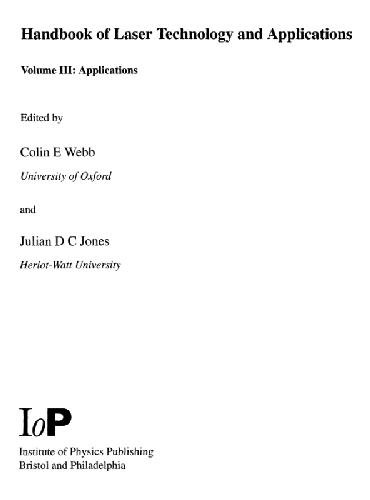 Handbook of Laser Technology and Applications
Volume III: Applications
Edited by
Colin E Webb
University of Oxford
and
Julian D C Jones
Heriot-Watt University
IoP
Institute of Physics Publishing
Bristol and Philadelphia